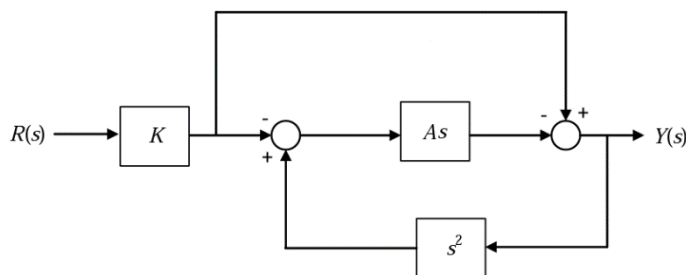 - - +
R(s) K As Y(s)
+
s²